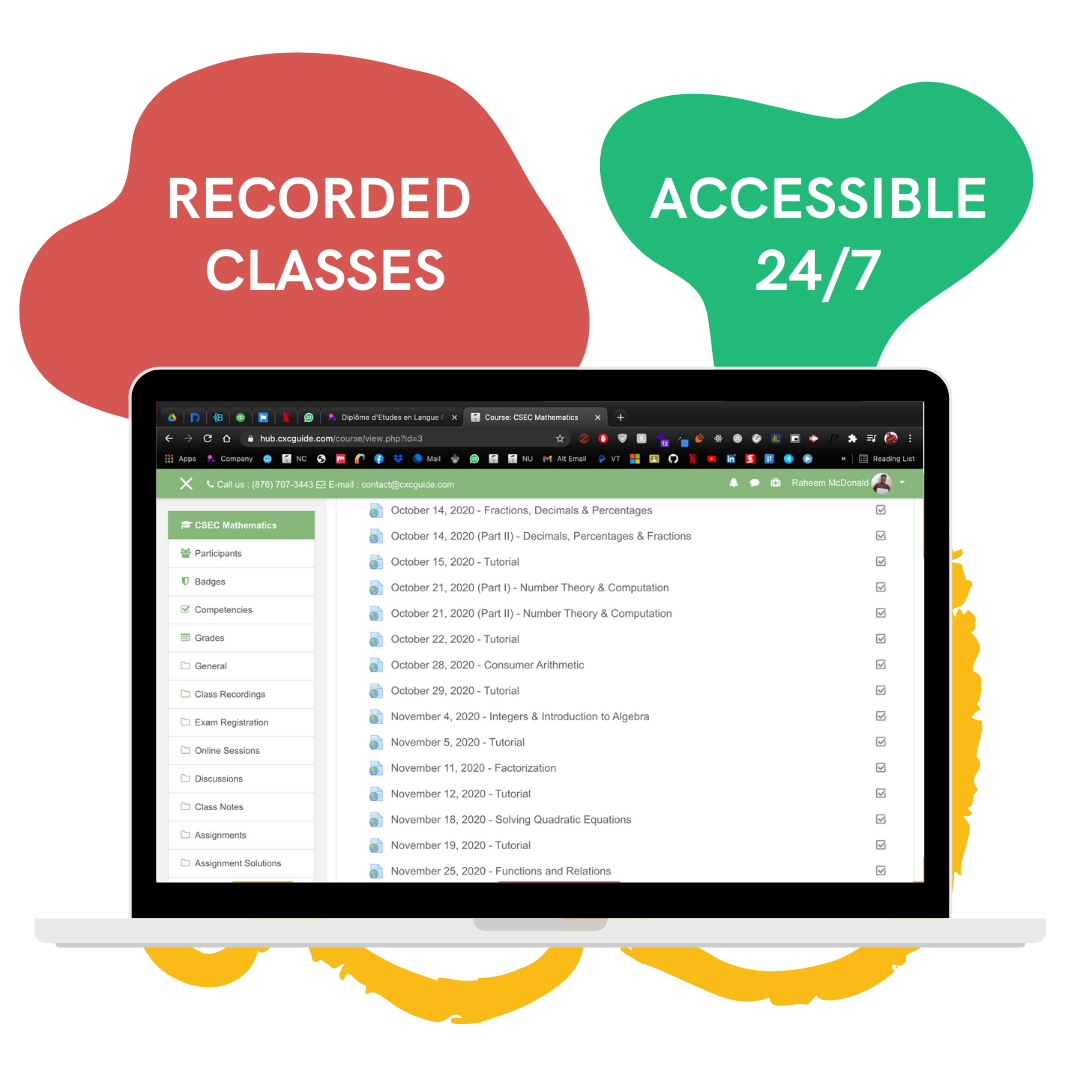 RECORDED
CLASSES
ACCESSIBLE
24/7
Diplôme d'Etudes en Langue
Course: CSEC Mathematics
hub.cxcguide.com/course/view.php?id=3
12
Apps Company NC Mail NU Alt Email VT » Reading List
Call us : (876) 707-3443 E-mail : contact@cxcguide.com Raheem McDonald
CSEC Mathematics
Participants
Badges
Competencies
Grades
General
Class Recordings
Exam Registration
Online Sessions
Discussions
Class Notes
Assignments
Assignment Solutions
October 14, 2020 - Fractions, Decimals & Percentages
October 14, 2020 (Part II) - Decimals, Percentages & Fractions
October 15, 2020 - Tutorial
October 21, 2020 (Part I) - Number Theory & Computation
October 21, 2020 (Part II) - Number Theory & Computation
October 22, 2020 - Tutorial
October 28, 2020 - Consumer Arithmetic
October 29, 2020 - Tutorial
November 4, 2020 - Integers & Introduction to Algebra
November 5, 2020 - Tutorial
November 11, 2020 - Factorization
November 12, 2020 - Tutorial
November 18, 2020 - Solving Quadratic Equations
November 19, 2020 - Tutorial
November 25, 2020 - Functions and Relations